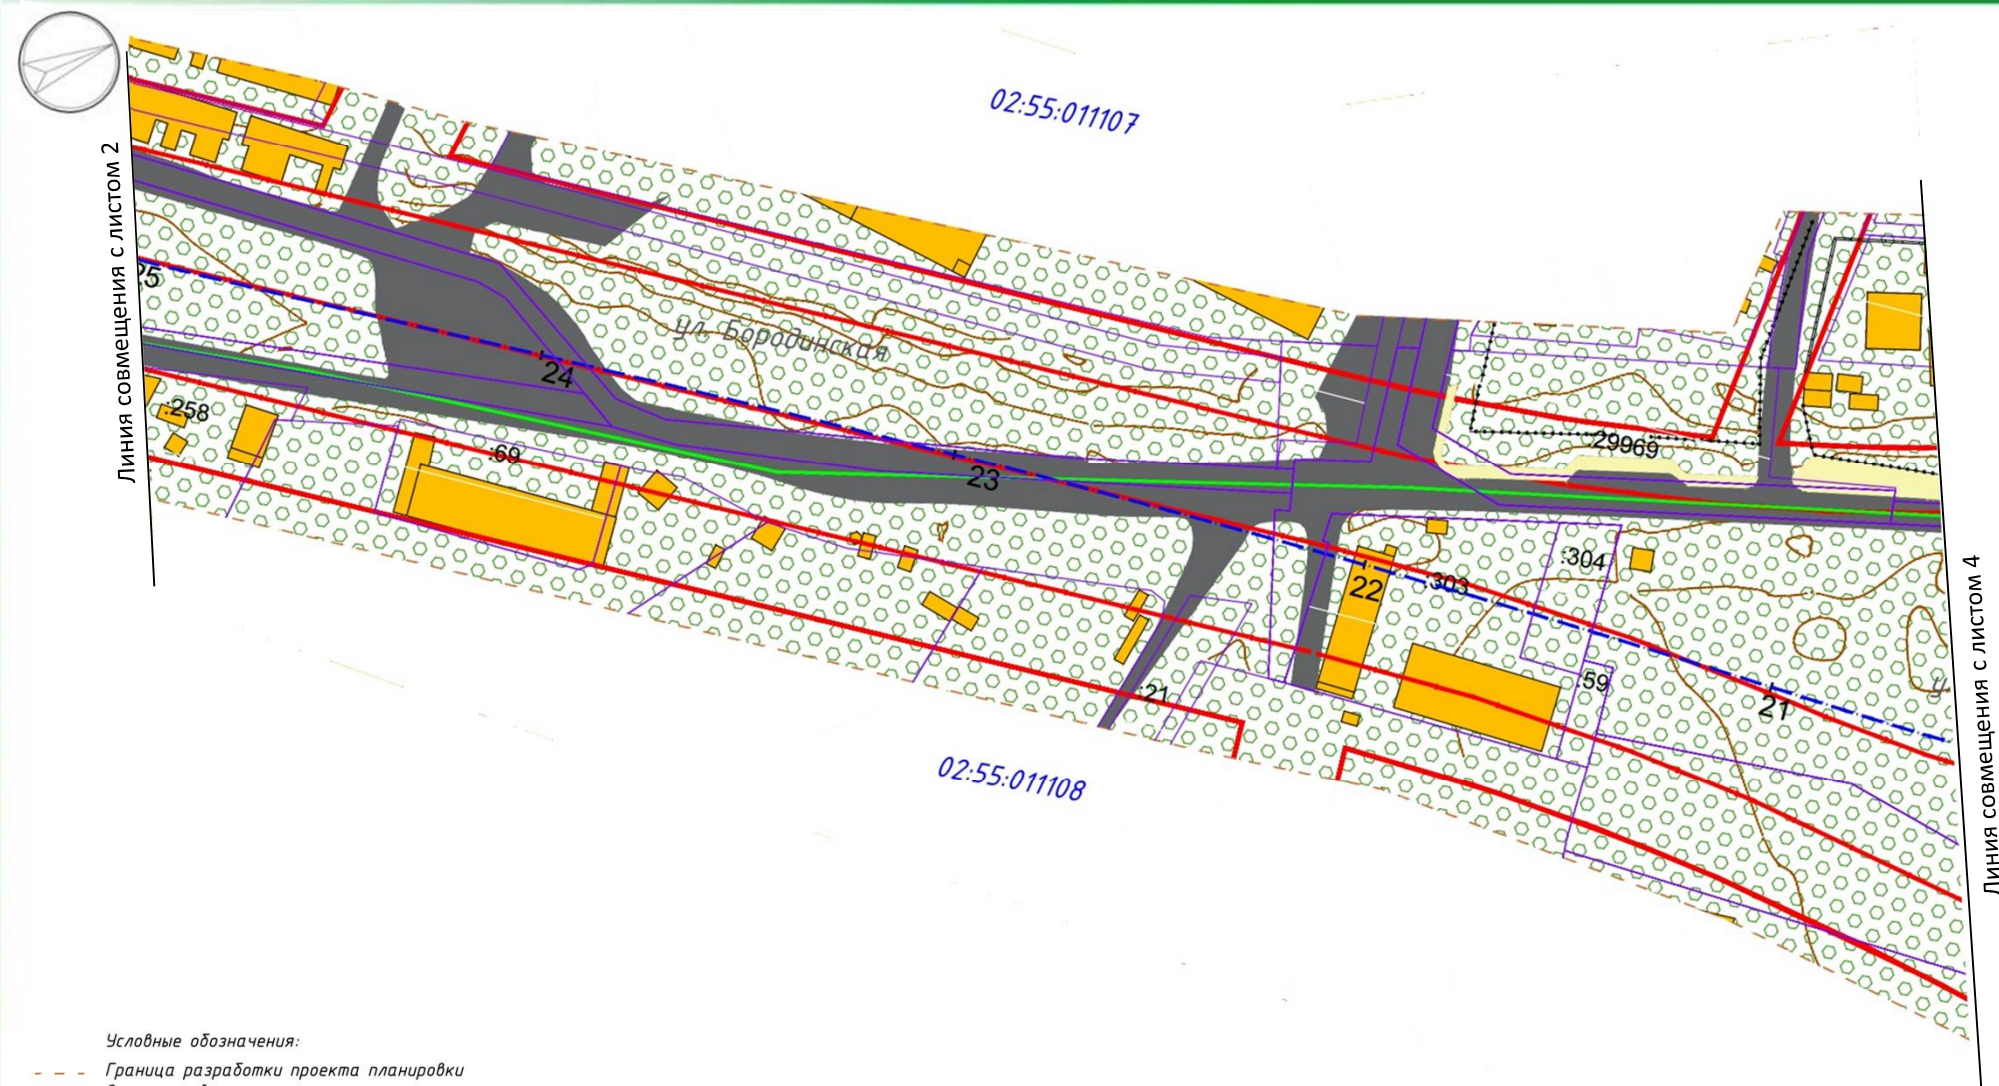 02:55:011107
Линия совмещения с листом 2
25
ул. Бородинская
24
:258
:69
23
:29969
:304
:303
22
:59
:21
21
Линия совмещения с листом 4
02:55:011108
Условные обозначения:
Граница разработки проекта планировки